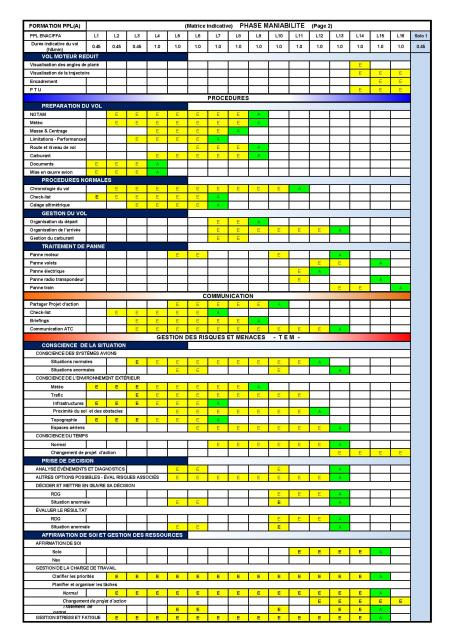 FORMATION PPL(A) (Matrice Indicative) PHASE MANIABILITE (Page 2)
PPL ENAC/FFA L1 L2 L3 L4 L5 L6 L7 L8 L9 L10 L11 L12 L13 L14 L15 L16 Solo 1
Durée indicative du vol (h&min) 0.45 0.45 0.45 1.0 1.0 1.0 1.0 1.0 1.0 1.0 1.0 1.0 1.0 1.0 1.0 1.0 0.45
VOL MOTEUR REDUIT
Visualisation des angles de plané E
Visualisation de la trajectoire E E E
Encadrement E E
P T U E E E
PROCEDURES
PREPARATION DU VOL
NOTAM E E E E E E E A
Météo E E E E E E E A
Masse & Centrage E E E E A
Limitations - Performances E E E E A
Route et niveau de vol E E E A
Carburant E E E E E A
Documents E E E A
Mise en œuvre avion E E E A
PROCEDURES NORMALES
Chronologie du vol E E E E E E E E E A
Check-list E E E E E E A
Calage altimétrique E E E E E A
GESTION DU VOL
Organisation du départ E E A
Organisation de l'arrivée E E E E E E A
Gestion du carburant E E
TRAITEMENT DE PANNE
Panne moteur E E E A
Panne volets E E A
Panne électrique E A
Panne radio transpondeur E A
Panne train E E A
COMMUNICATION
Partager Projet d'action E E E E E A
Check-list E E E E E A
Briefings E E E E E E A
Communication ATC E E E E E E E E E E A
GESTION DES RISQUES ET MENACES - T E M -
CONSCIENCE DE LA SITUATION
CONSCIENCE DES SYSTÈMES AVIONS
Situations normales E E E E E E E E E A
Situations anormales E E E A
CONSCIENCE DE L'ENVIRONNEMENT EXTÉRIEUR
Météo E E E E E E E E A
Trafic E E E E E E E E E
Infrastructures E E E E E E A
Proximité du sol et des obstacles E E E E E E E A
Topographie E E E E E E A
Espaces aériens E E E E E E E E E E A
CONSCIENCE DU TEMPS
Normal E E E E E E A
Changement de projet d'action E E E E
PRISE DE DECISION
ANALYSE ÉVÉNEMENTS ET DIAGNOSTICS E E E A
AUTRES OPTIONS POSSIBLES - ÉVAL RISQUES ASSOCIÉS E E E E E E E E A
DÉCIDER ET METTRE EN ŒUVRE SA DÉCISION
RDG E E E A
Situation anormale E E E A
ÉVALUER LE RÉSULTAT
RDG E E E A
Situation anormale E E E A
AFFIRMATION DE SOI ET GESTION DES RESSOURCES
AFFIRMATION DE SOI
Solo E E E E A
GESTION DE LA CHARGE DE TRAVAIL
Clarifier les priorités E E E E E E E E E E E E E A
Planifier et organiser les tâches
Normal E E E E E E E E E E E E E A
Changement de projet d'action E E E E E
Traitement de panne E E E E E A
GESTION STRESS ET FATIGUE E E E E E E E E E E E E E A